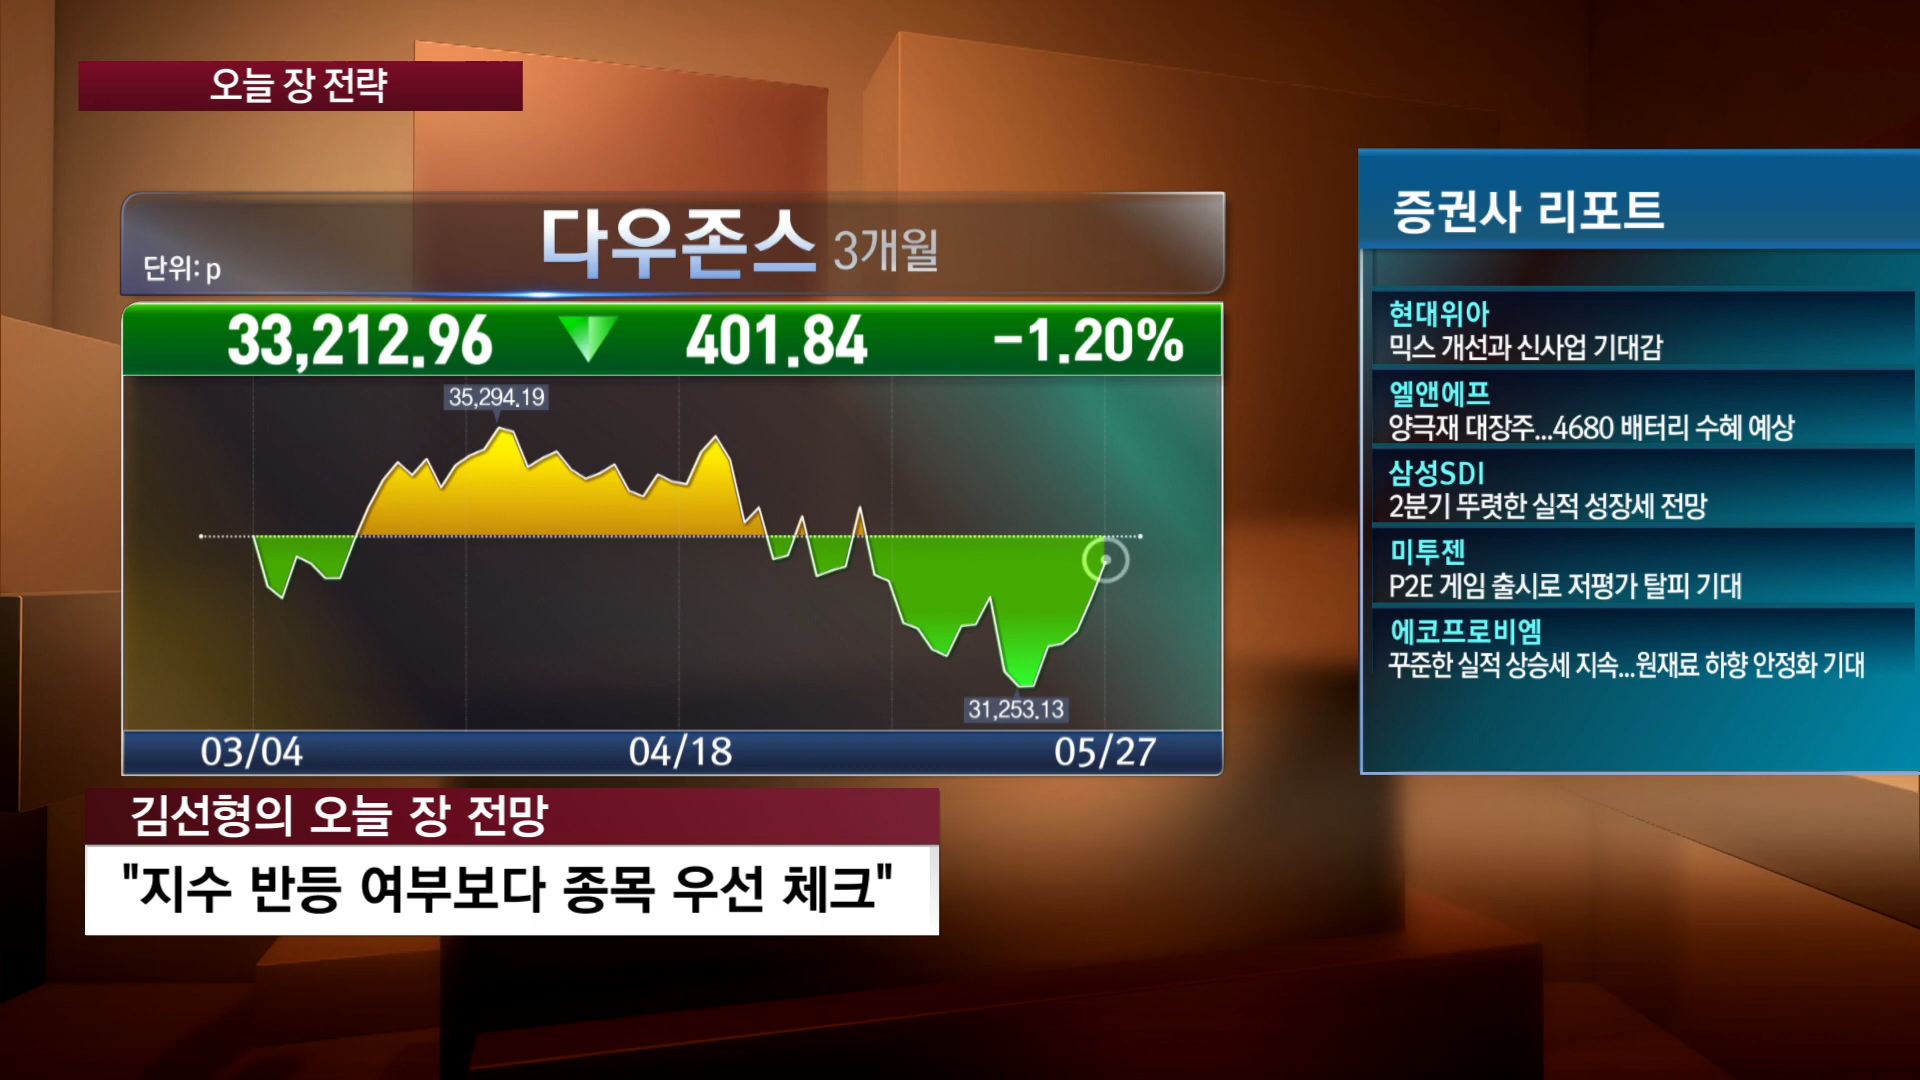 오늘 장 전략
다우존스 3개월
단위: p
33,212.96 ▼ 401.84 -1.20%
35,294.19
31,253.13
03/04 04/18 05/27
김선형의 오늘 장 전망
"지수 반등 여부보다 종목 우선 체크"
증권사 리포트
현대위아
믹스 개선과 신사업 기대감
엘앤에프
양극재 대장주...4680 배터리 수혜 예상
삼성SDI
2분기 뚜렷한 실적 성장세 전망
미투젠
P2E 게임 출시로 저평가 탈피 기대
에코프로비엠
꾸준한 실적 상승세 지속...원재료 하향 안정화 기대